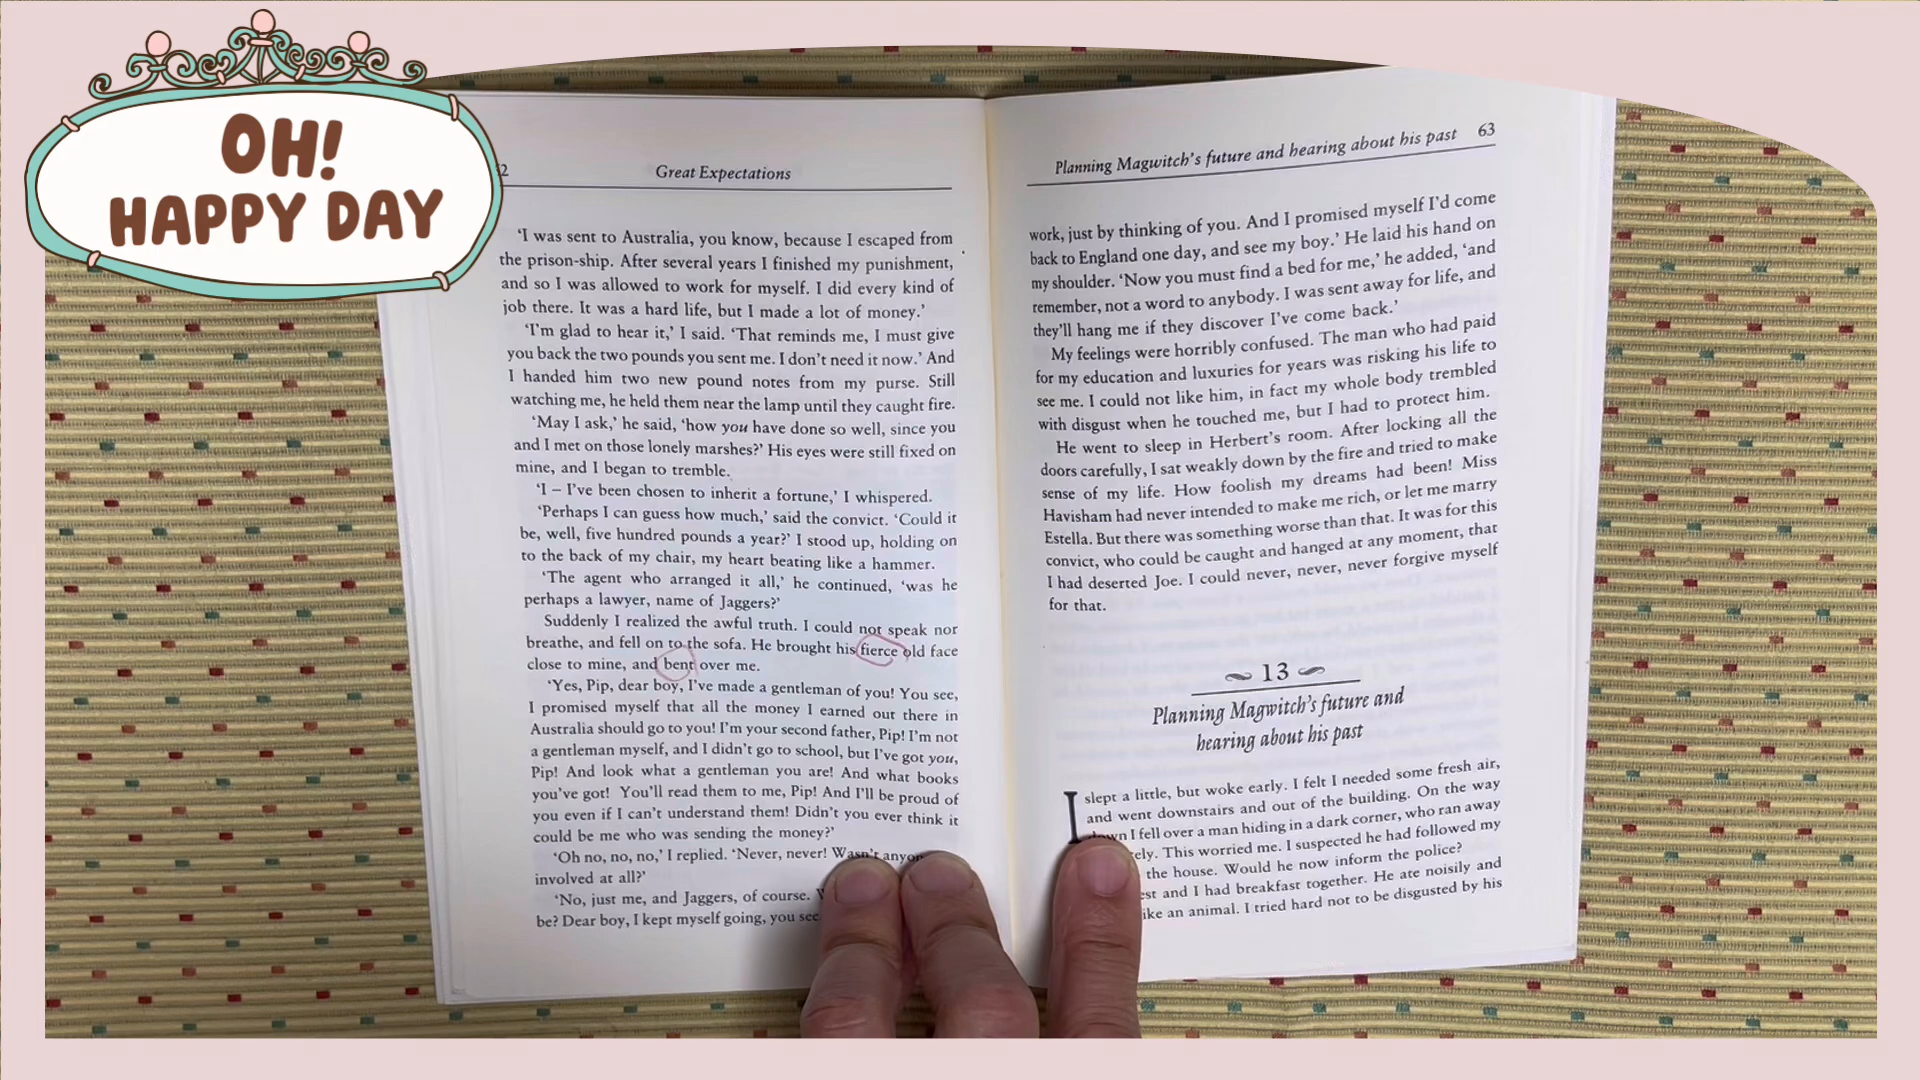 OH!
HAPPY DAY
2
Great Expectations
'I was sent to Australia, you know, because I escaped from
the prison-ship. After several years I finished my punishment,
and so I was allowed to work for myself. I did every kind of
job there. It was a hard life, but I made a lot of money.'
'I'm glad to hear it,' I said. 'That reminds me, I must give
you back the two pounds you sent me. I don't need it now.' And
I handed him two new pound notes from my purse. Still
watching me, he held them near the lamp until they caught fire.
'May I ask,' he said, 'how you have done so well, since you
and I met on those lonely marshes?' His eyes were still fixed on
mine, and I began to tremble.
'I – I've been chosen to inherit a fortune,' I whispered.
'Perhaps I can guess how much,' said the convict. 'Could it
be, well, five hundred pounds a year?' I stood up, holding on
to the back of my chair, my heart beating like a hammer.
'The agent who arranged it all,' he continued, 'was he
perhaps a lawyer, name of Jaggers?'
Suddenly I realized the awful truth. I could not speak nor
breathe, and fell on to the sofa. He brought his fierce old face
close to mine, and bent over me.
'Yes, Pip, dear boy, I've made a gentleman of you! You see,
I promised myself that all the money I earned out there in
Australia should go to you! I'm your second father, Pip! I'm not
a gentleman myself, and I didn't go to school, but I've got you,
Pip! And look what a gentleman you are! And what books
you've got! You'll read them to me, Pip! And I'll be proud of
you even if I can't understand them! Didn't you ever think it
could be me who was sending the money?'
'Oh no, no, no,' I replied. 'Never, never! Wasn't
involved at all?'
'No, just me, and Jaggers, of course.
be? Dear boy, I kept myself going, you see
Planning Magwitch's future and hearing about his past 63
work, just by thinking of you. And I promised myself I'd come
back to England one day, and see my boy.' He laid his hand on
my shoulder. 'Now you must find a bed for me,' he added, 'and
remember, not a word to anybody. I was sent away for life, and
they'll hang me if they discover I've come back.'
My feelings were horribly confused. The man who had paid
for my education and luxuries for years was risking his life to
see me. I could not like him, in fact my whole body trembled
with disgust when he touched me, but I had to protect him.
He went to sleep in Herbert's room. After locking all the
doors carefully, I sat weakly down by the fire and tried to make
sense of my life. How foolish my dreams had been! Miss
Havisham had never intended to make me rich, or let me marry
Estella. But there was something worse than that. It was for this
convict, who could be caught and hanged at any moment, that
I had deserted Joe. I could never, never, never forgive myself
for that.
13
Planning Magwitch's future and
hearing about his past
I slept a little, but woke early. I felt I needed some fresh air,
and went downstairs and out of the building. On the way
down I fell over a man hiding in a dark corner, who ran away
This worried me. I suspected he had followed my
the house. Would he now inform the police?
and I had breakfast together. He ate noisily and
like an animal. I tried hard not to be disgusted by his